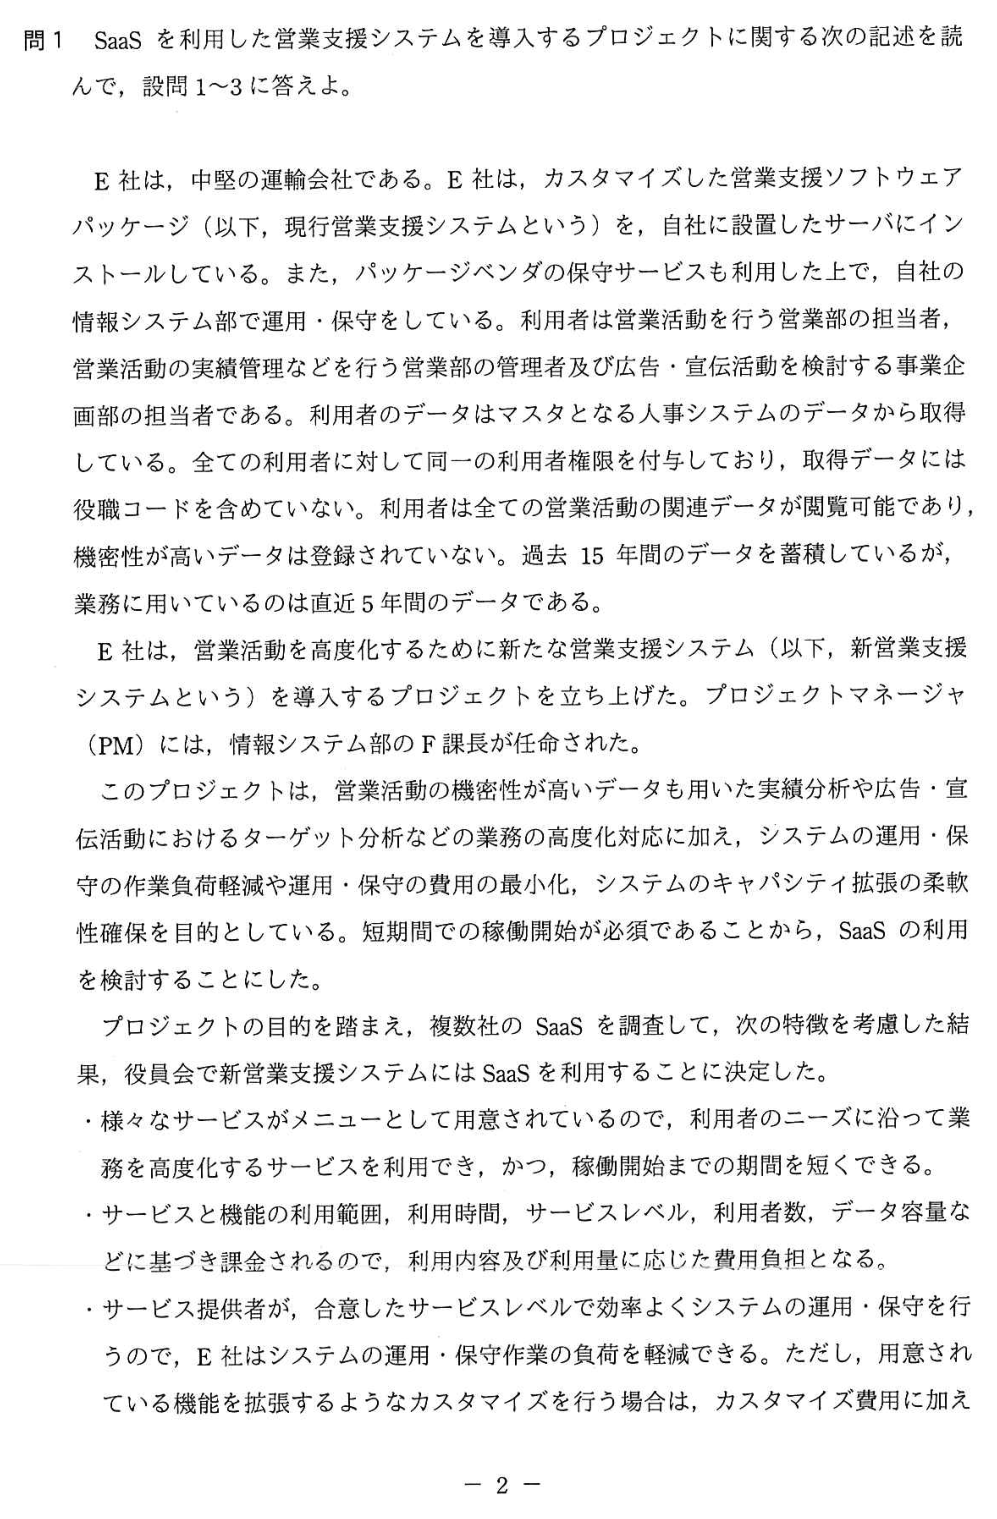 問1 SaaS を利用した営業支援システムを導入するプロジェクトに関する次の記述を読
んで，設問 1～3 に答えよ。
E 社は，中堅の運輸会社である。E 社は，カスタマイズした営業支援ソフトウェア
パッケージ（以下，現行営業支援システムという）を，自社に設置したサーバにイン
ストールしている。また，パッケージベンダの保守サービスも利用した上で，自社の
情報システム部で運用・保守をしている。利用者は営業活動を行う営業部の担当者，
営業活動の実績管理などを行う営業部の管理者及び広告・宣伝活動を検討する事業企
画部の担当者である。利用者のデータはマスタとなる人事システムのデータから取得
している。全ての利用者に対して同一の利用者権限を付与しており，取得データには
役職コードを含めていない。利用者は全ての営業活動の関連データが閲覧可能であり，
機密性が高いデータは登録されていない。過去 15 年間のデータを蓄積しているが，
業務に用いているのは直近 5 年間のデータである。
E 社は，営業活動を高度化するために新たな営業支援システム（以下，新営業支援
システムという）を導入するプロジェクトを立ち上げた。プロジェクトマネージャ
（PM）には，情報システム部の F 課長が任命された。
このプロジェクトは，営業活動の機密性が高いデータも用いた実績分析や広告・宣
伝活動におけるターゲット分析などの業務の高度化対応に加え，システムの運用・保
守の作業負荷軽減や運用・保守の費用の最小化，システムのキャパシティ拡張の柔軟
性確保を目的としている。短期間での稼働開始が必須であることから，SaaS の利用
を検討することにした。
プロジェクトの目的を踏まえ，複数社の SaaS を調査して，次の特徴を考慮した結
果，役員会で新営業支援システムには SaaS を利用することに決定した。
・様々なサービスがメニューとして用意されているので，利用者のニーズに沿って業
務を高度化するサービスを利用でき，かつ，稼働開始までの期間を短くできる。
・サービスと機能の利用範囲，利用時間，サービスレベル，利用者数，データ容量な
どに基づき課金されるので，利用内容及び利用量に応じた費用負担となる。
・サービス提供者が，合意したサービスレベルで効率よくシステムの運用・保守を行
うので，E 社はシステムの運用・保守作業の負荷を軽減できる。ただし，用意され
ている機能を拡張するようなカスタマイズを行う場合は，カスタマイズ費用に加え
－ 2 －